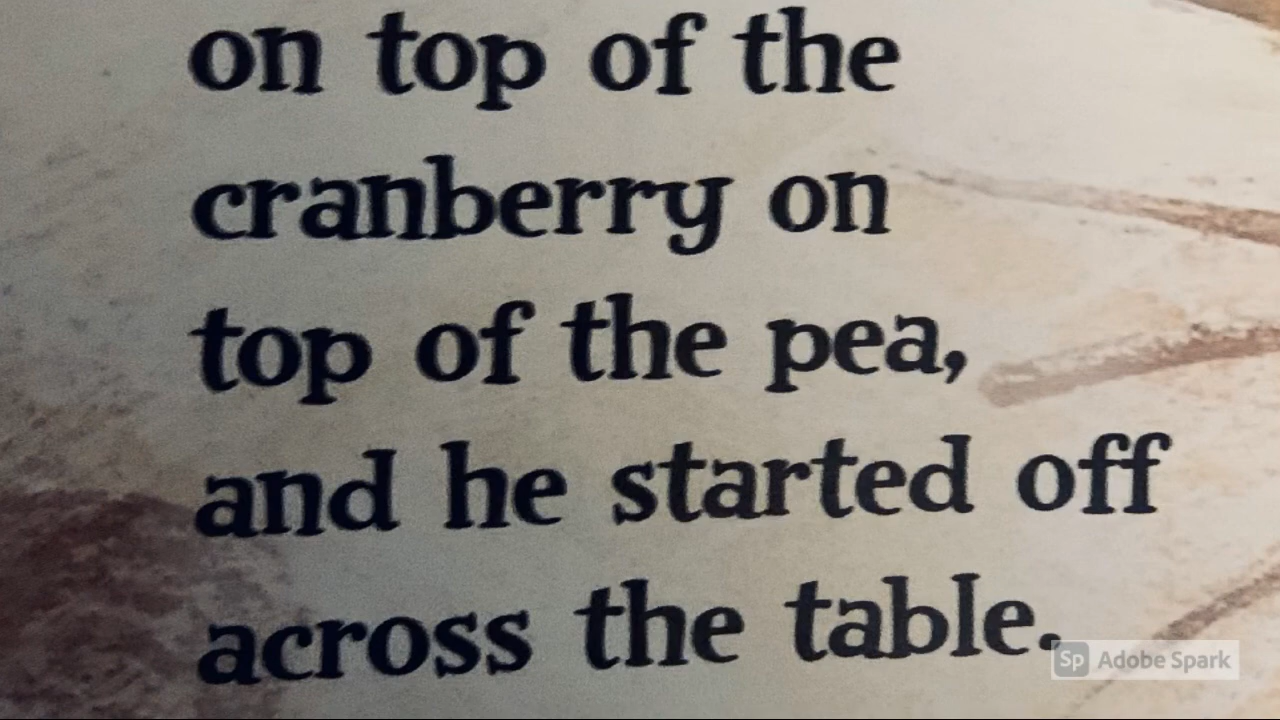 on top of the
cranberry on
top of the pea,
and he started off
across the table.
Sp Adobe Spark